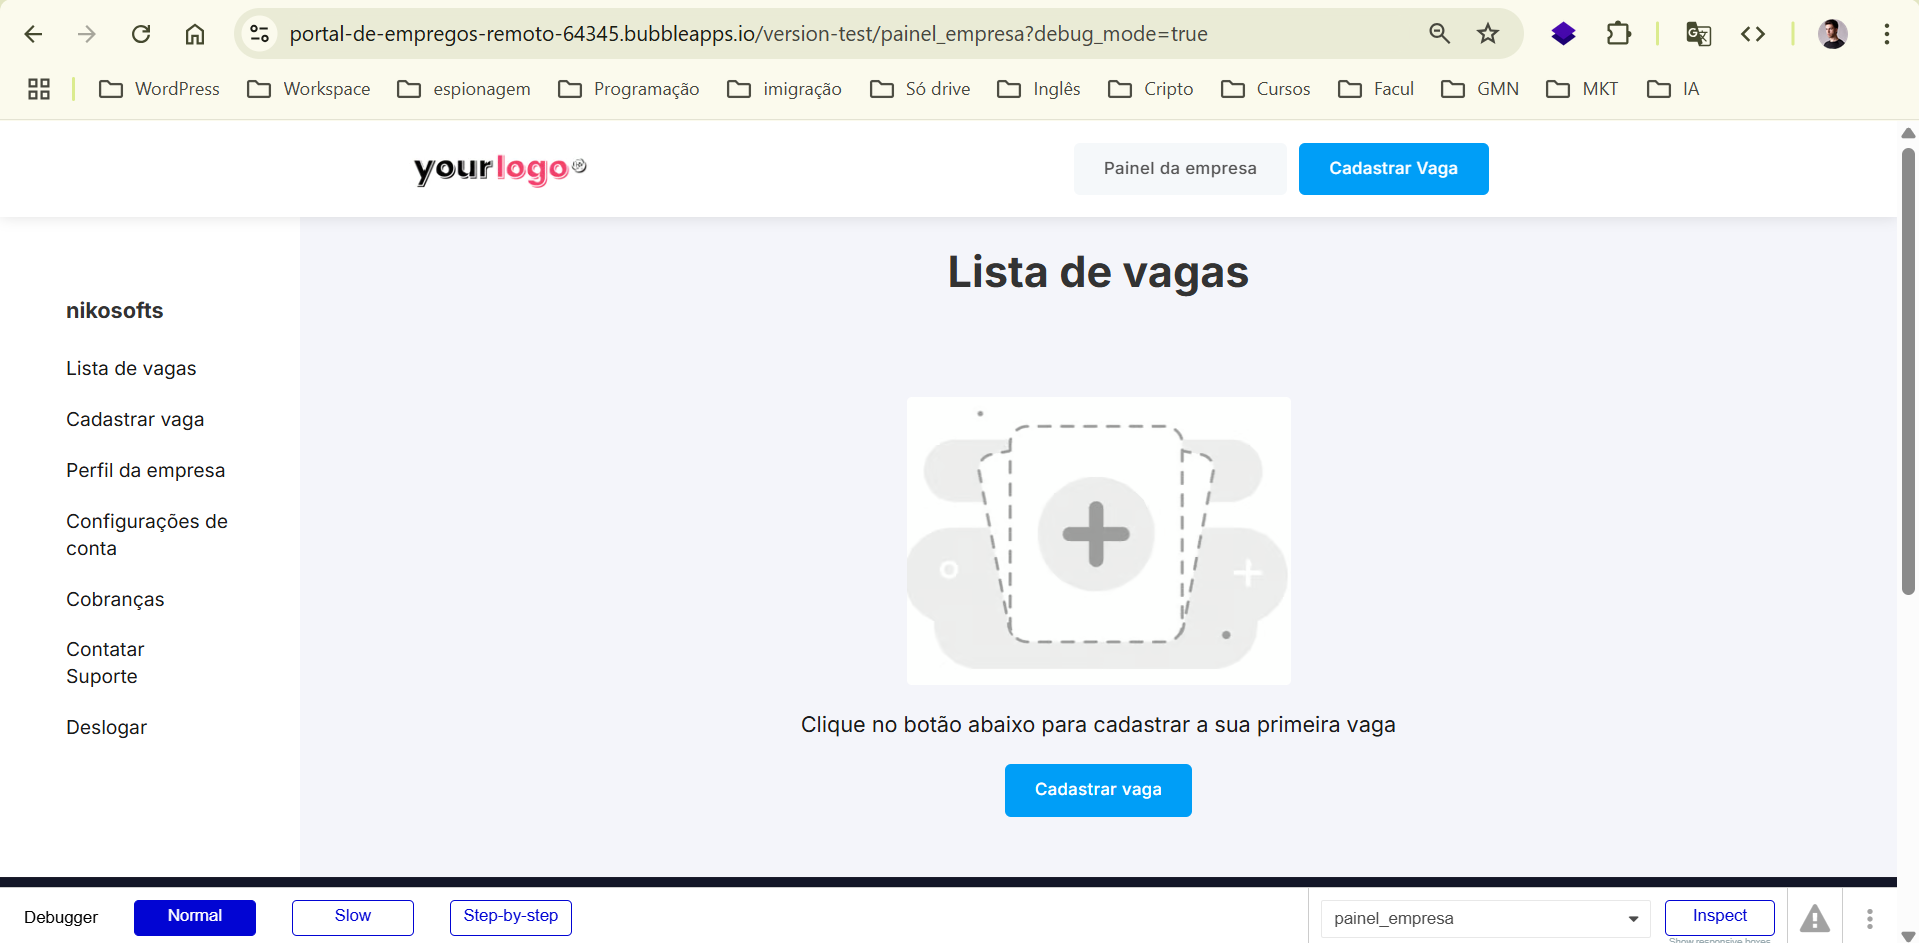 portal-de-empregos-remoto-64345.bubbleapps.io/version-test/painel_empresa?debug_mode=true
WordPress Workspace espionagem Programação imigração Só drive Inglês Cripto Cursos Facul GMN MKT IA
yourlogo
Painel da empresa
Cadastrar Vaga
nikosofts
Lista de vagas
Cadastrar vaga
Perfil da empresa
Configurações de
conta
Cobranças
Contatar
Suporte
Deslogar
Lista de vagas
Clique no botão abaixo para cadastrar a sua primeira vaga
Cadastrar vaga
Debugger Normal Slow Step-by-step painel_empresa Inspect
Show responsive boxes